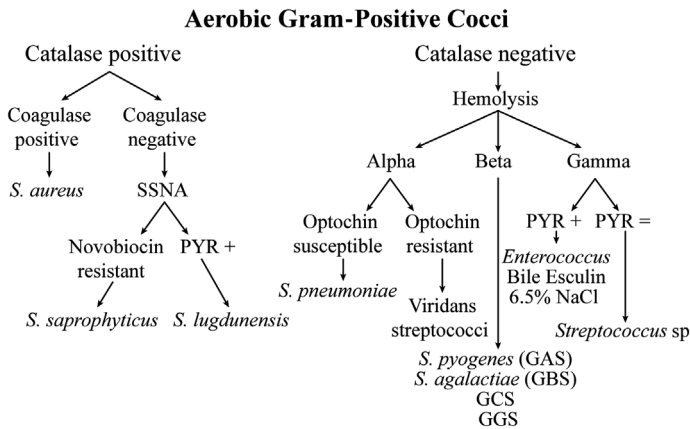 Aerobic Gram-Positive Cocci
Catalase positive
Coagulase
positive
Coagulase
negative
S. aureus
SSNA
Novobiocin
resistant
PYR +
S. saprophyticus
S. lugdunensis
Catalase negative
Hemolysis
Alpha
Beta
Gamma
Optochin
susceptible
Optochin
resistant
PYR +
PYR =
S. pneumoniae
Viridans
streptococci
Enterococcus
Bile Esculin
6.5% NaCl
Streptococcus sp
S. pyogenes (GAS)
S. agalactiae (GBS)
GCS
GGS